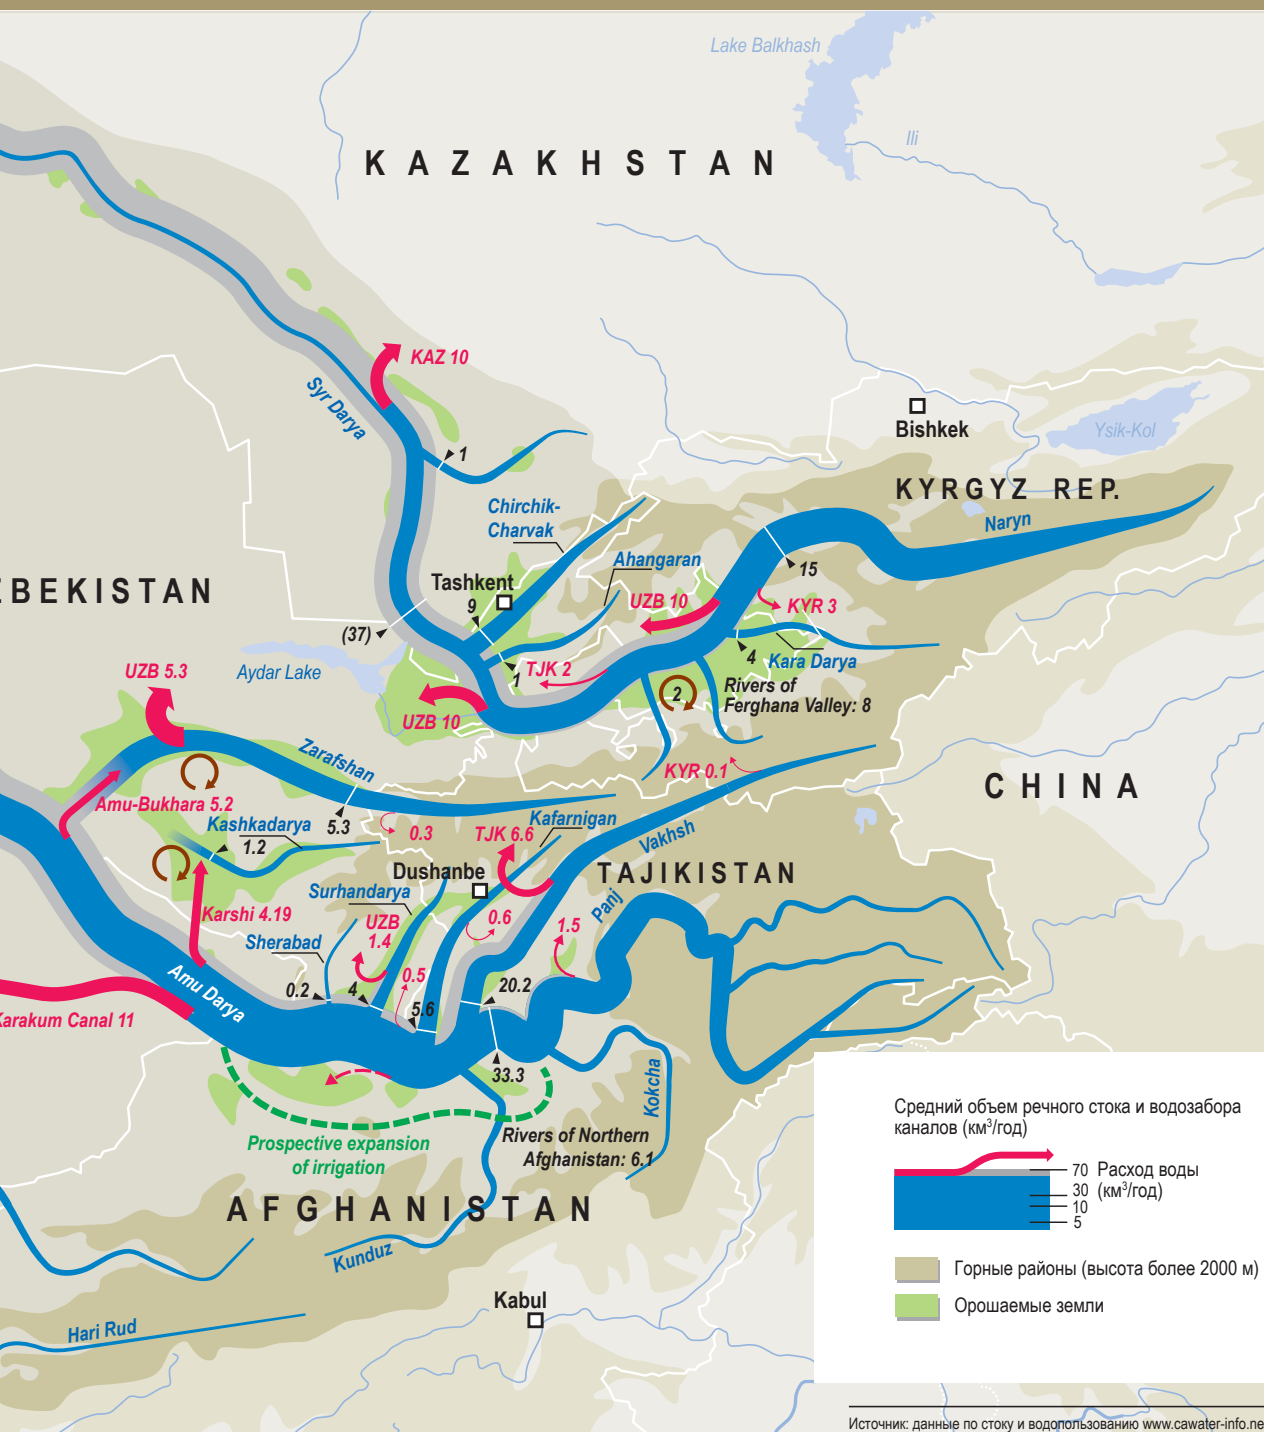 Lake Balkhash
Ili
KAZAKHSTAN
KAZ 10
Syr Darya
1
Bishkek
Ysik-Kol
KYRGYZ REP.
Naryn
Chirchik-
Charvak
Ahangaran
15
Tashkent
9
UZB 10
KYR 3
UZBEKISTAN
(37)
4
Kara Darya
Aydar Lake
1
TJK 2
UZB 5.3
2
Rivers of
Ferghana Valley: 8
UZB 10
Zarafshan
KYR 0.1
CHINA
Amu-Bukhara 5.2
5.3
0.3
Kashkadarya
1.2
TJK 6.6
Kafarnigan
Vakhsh
Dushanbe
TAJIKISTAN
Surhandarya
Panj
Karshi 4.19
UZB
1.4
0.6
1.5
Sherabad
0.5
Amu Darya
0.2
4
5.6
20.2
Karakum Canal 11
33.3
Kokcha
Prospective expansion
of irrigation
Rivers of Northern
Afghanistan: 6.1
AFGHANISTAN
Kunduz
Kabul
Hari Rud
Средний объем речного стока и водозабора
каналов (км³/год)
70 Расход воды
30 (км³/год)
10
5
Горные районы (высота более 2000 м)
Орошаемые земли
Источник: данные по стоку и водопользованию www.cawater-info.ne